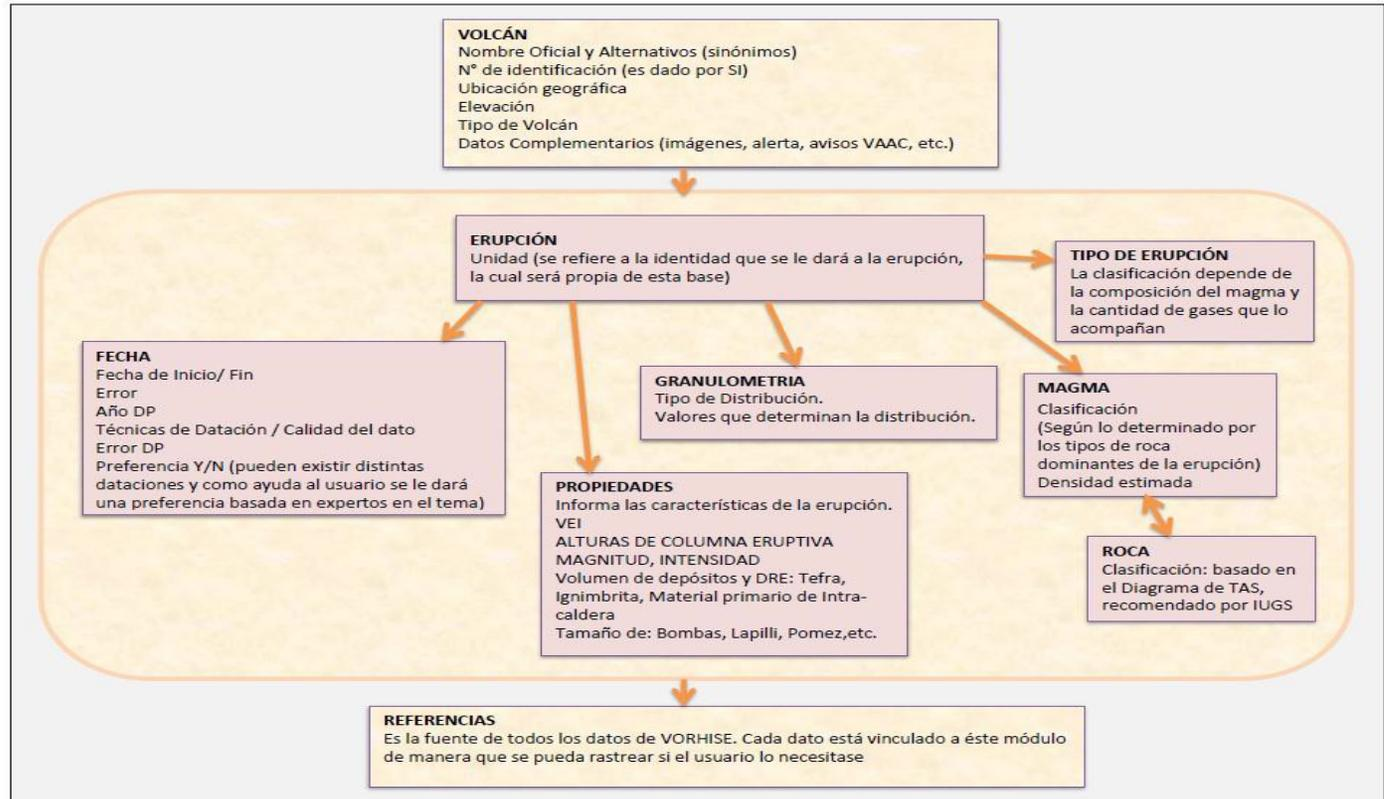 VOLCÁN
Nombre Oficial y Alternativos (sinónimos)
N° de identificación (es dado por SI)
Ubicación geográfica
Elevación
Tipo de Volcán
Datos Complementarios (imágenes, alerta, avisos VAAC, etc.)
ERUPCIÓN
Unidad (se refiere a la identidad que se le dará a la erupción,
la cual será propia de esta base)
TIPO DE ERUPCIÓN
La clasificación depende de
la composición del magma y
la cantidad de gases que lo
acompañan
FECHA
Fecha de Inicio/ Fin
Error
Año DP
Técnicas de Datación / Calidad del dato
Error DP
Preferencia Y/N (pueden existir distintas
dataciones y como ayuda al usuario se le dará
una preferencia basada en expertos en el tema)
GRANULOMETRIA
Tipo de Distribución.
Valores que determinan la distribución.
MAGMA
Clasificación
(Según lo determinado por
los tipos de roca
dominantes de la erupción)
Densidad estimada
PROPIEDADES
Informa las características de la erupción.
VEI
ALTURAS DE COLUMNA ERUPTIVA
MAGNITUD, INTENSIDAD
Volumen de depósitos y DRE: Tefra,
Ignimbrita, Material primario de Intra-
caldera
Tamaño de: Bombas, Lapilli, Pomez,etc.
ROCA
Clasificación: basado en
el Diagrama de TAS,
recomendado por IUGS
REFERENCIAS
Es la fuente de todos los datos de VORHISE. Cada dato está vinculado a éste módulo
de manera que se pueda rastrear si el usuario lo necesitase